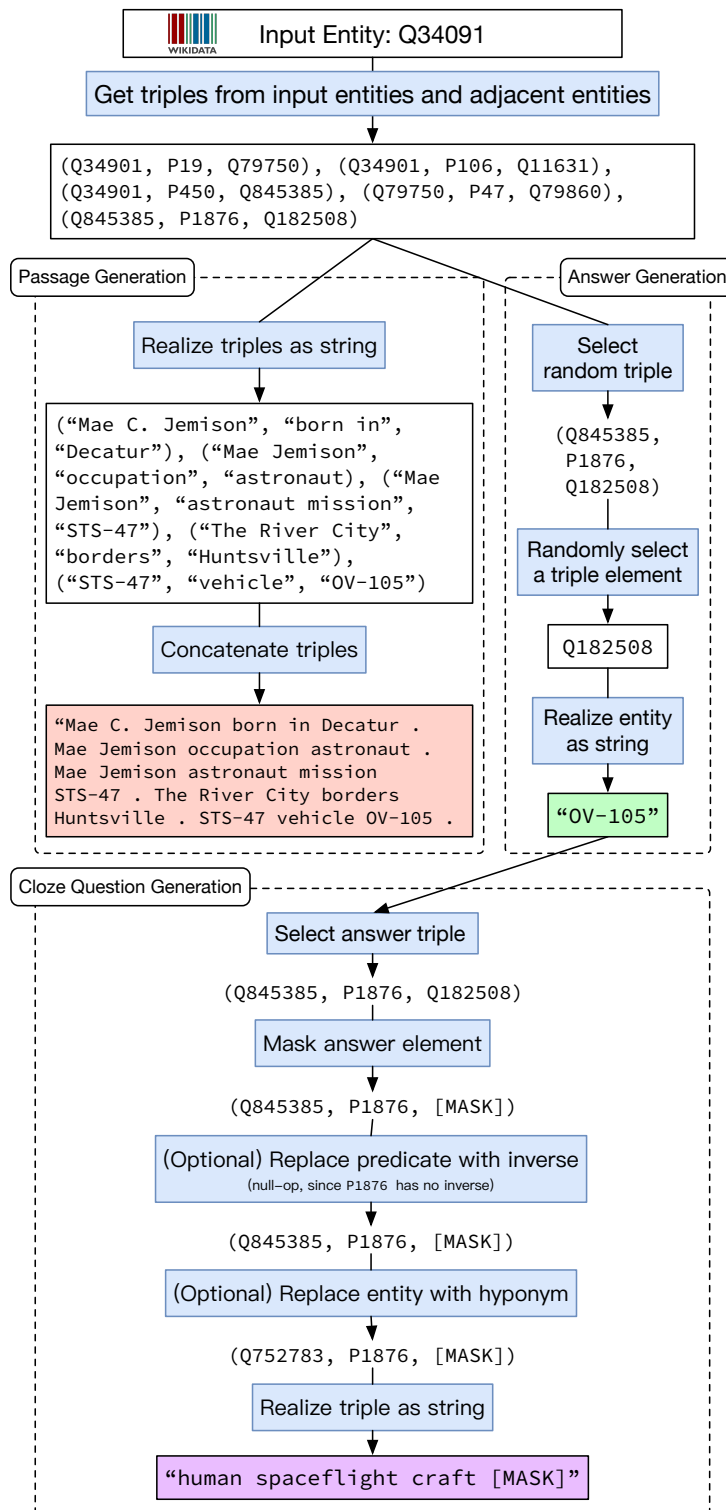 WIKIDATA
Input Entity: Q34091
Get triples from input entities and adjacent entities
(Q34901, P19, Q79750), (Q34901, P106, Q11631),
(Q34901, P450, Q845385), (Q79750, P47, Q79860),
(Q845385, P1876, Q182508)
Passage Generation
Realize triples as string
(“Mae C. Jemison”, “born in”,
“Decatur”), (“Mae Jemison”,
“occupation”, “astronaut), (“Mae
Jemison”, “astronaut mission”,
“STS-47”), (“The River City”,
“borders”, “Huntsville”),
(“STS-47”, “vehicle”, “OV-105”)
Concatenate triples
“Mae C. Jemison born in Decatur .
Mae Jemison occupation astronaut .
Mae Jemison astronaut mission
STS-47 . The River City borders
Huntsville . STS-47 vehicle OV-105 .
Answer Generation
Select
random triple
(Q845385,
P1876,
Q182508)
Randomly select
a triple element
Q182508
Realize entity
as string
“OV-105”
Cloze Question Generation
Select answer triple
(Q845385, P1876, Q182508)
Mask answer element
(Q845385, P1876, [MASK])
(Optional) Replace predicate with inverse
(null-op, since P1876 has no inverse)
(Q845385, P1876, [MASK])
(Optional) Replace entity with hyponym
(Q752783, P1876, [MASK])
Realize triple as string
“human spaceflight craft [MASK]”